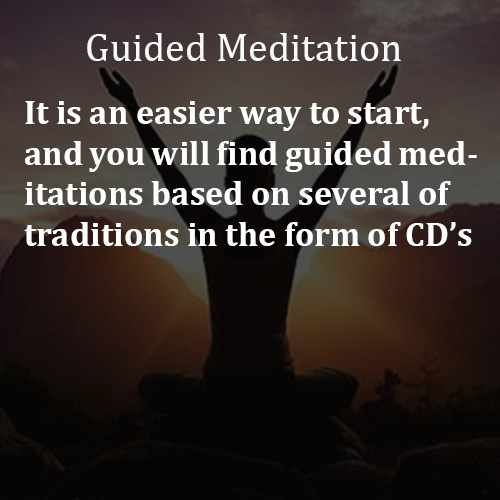 Guided Meditation
It is an easier way to start,
and you will find guided med-
itations based on several of
traditions in the form of CD’s